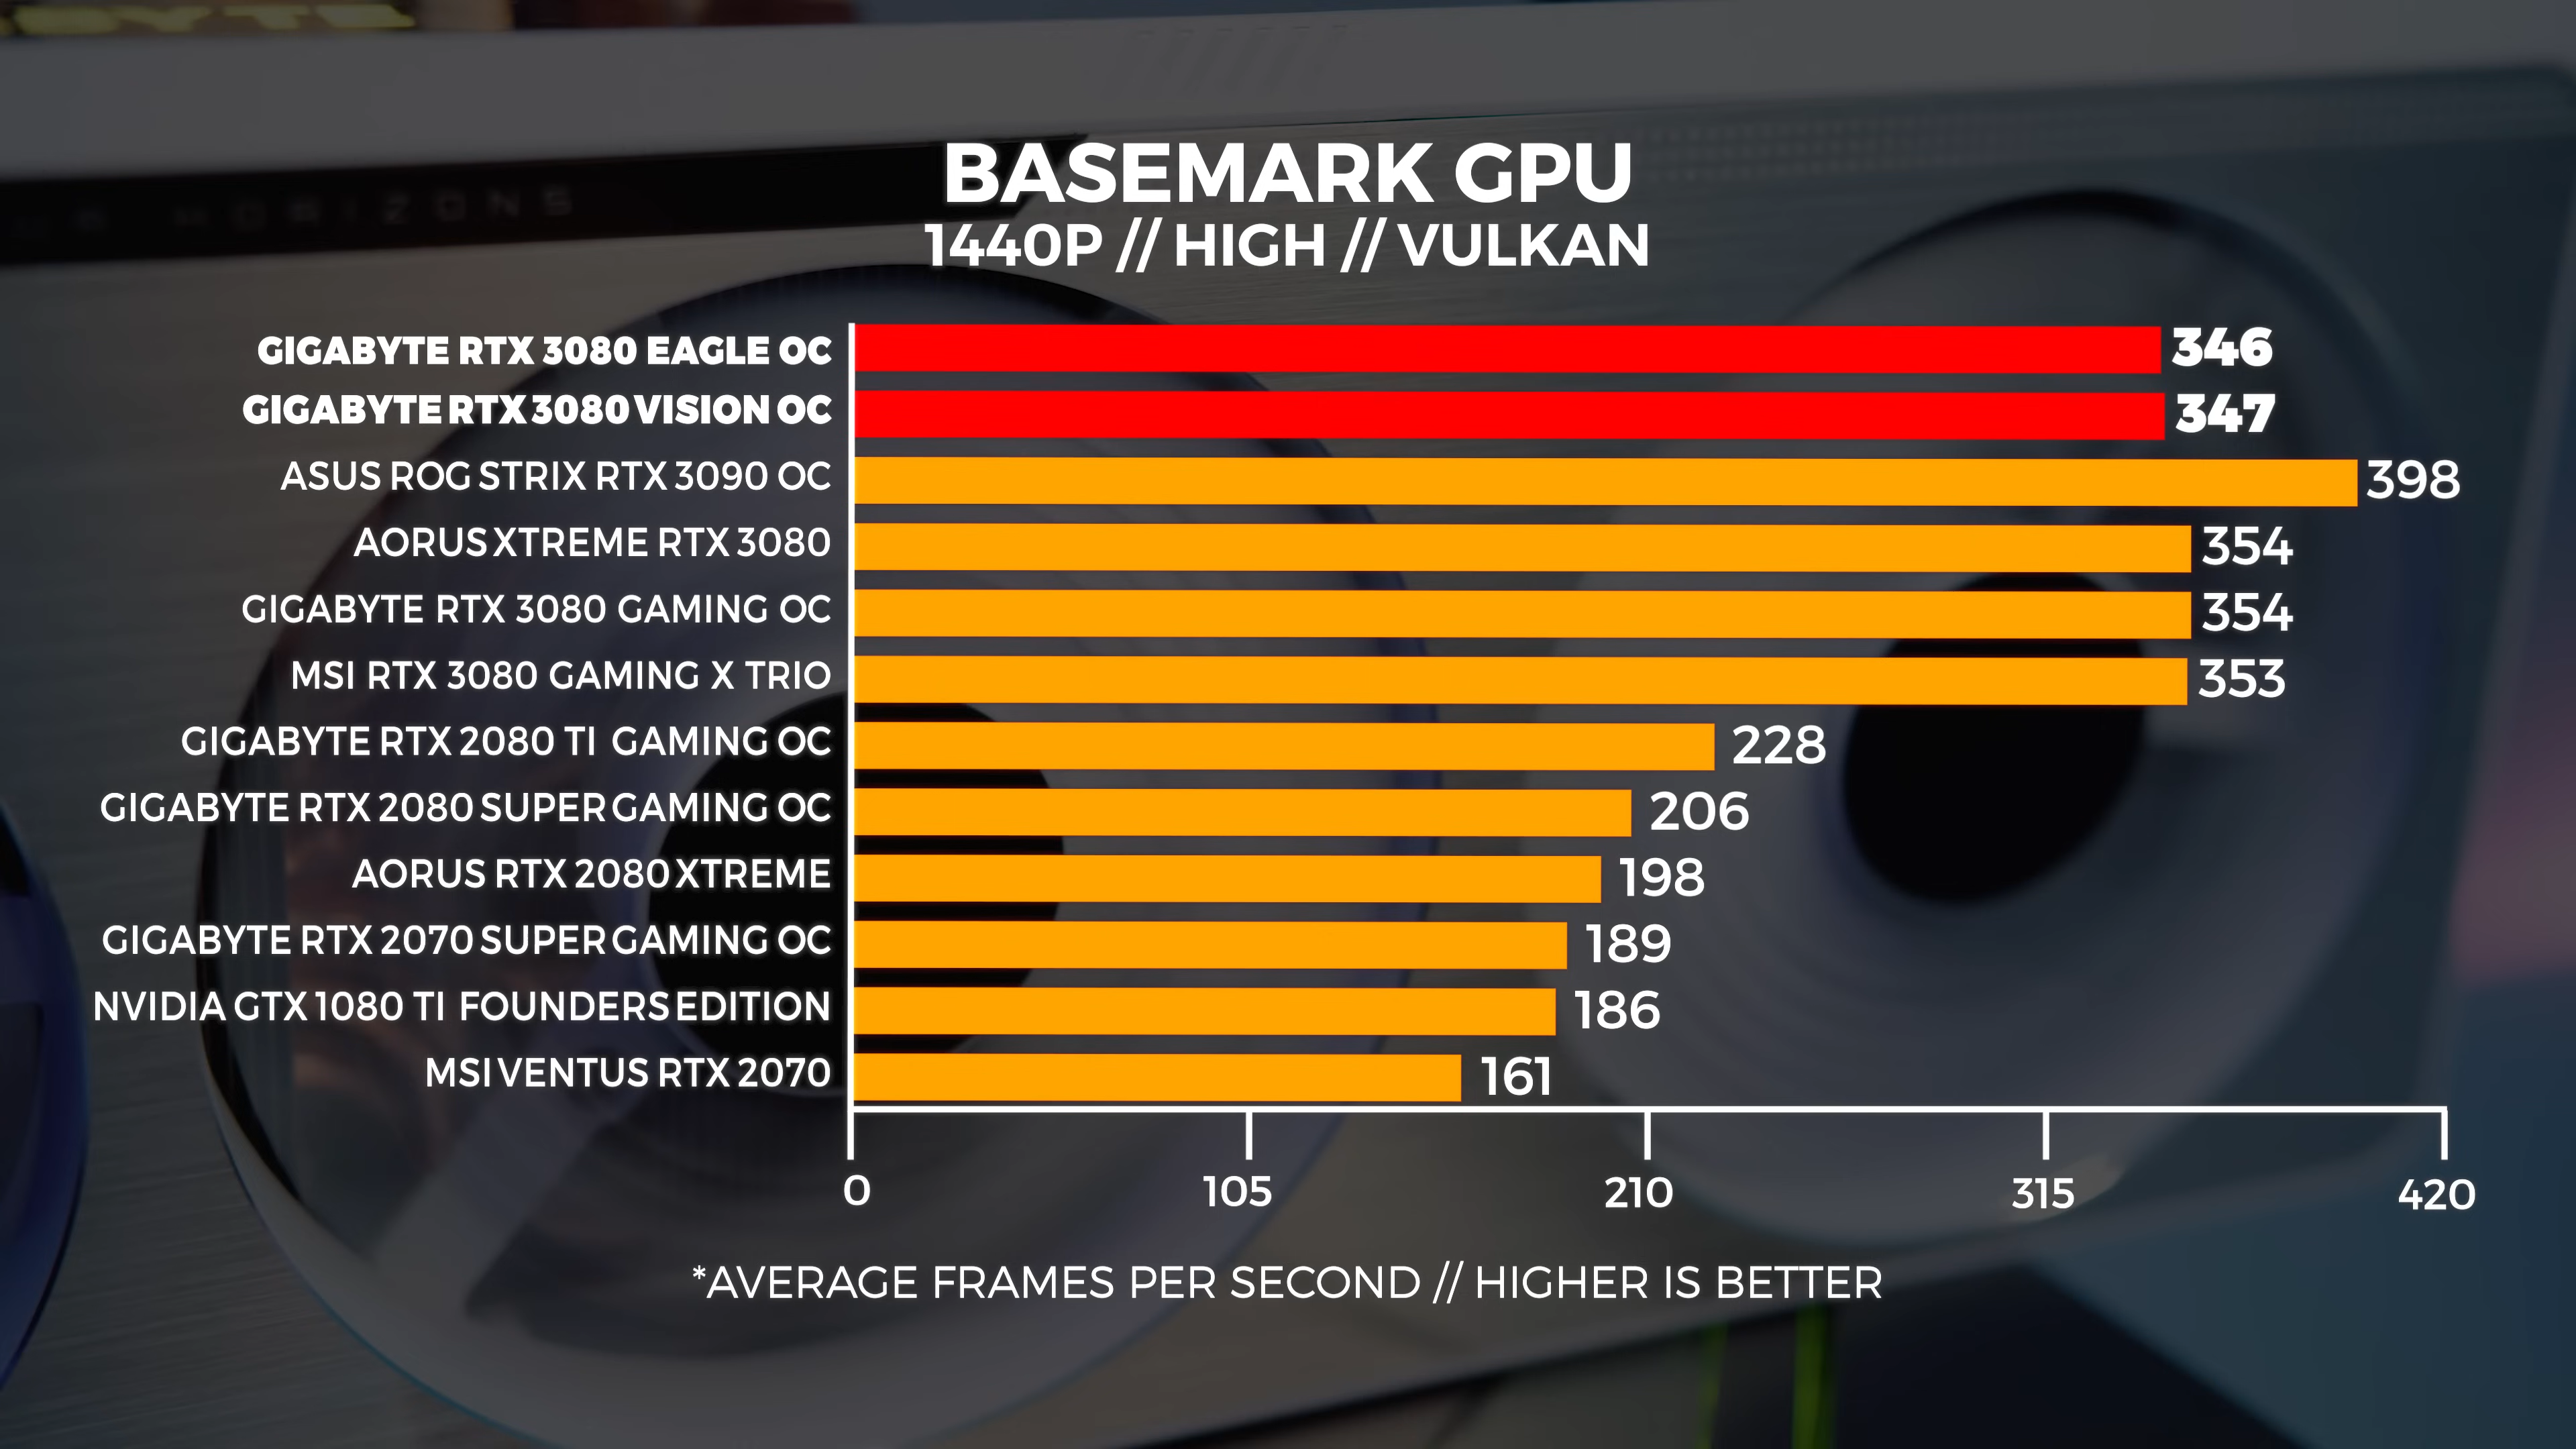 BASEMARK GPU
1440P // HIGH // VULKAN
GIGABYTE RTX 3080 EAGLE OC 346
GIGABYTE RTX 3080 VISION OC 347
ASUS ROG STRIX RTX 3090 OC 398
AORUS XTREME RTX 3080 354
GIGABYTE RTX 3080 GAMING OC 354
MSI RTX 3080 GAMING X TRIO 353
GIGABYTE RTX 2080 TI GAMING OC 228
GIGABYTE RTX 2080 SUPER GAMING OC 206
AORUS RTX 2080 XTREME 198
GIGABYTE RTX 2070 SUPER GAMING OC 189
NVIDIA GTX 1080 TI FOUNDERS EDITION 186
MSI VENTUS RTX 2070 161
0 105 210 315 420
*AVERAGE FRAMES PER SECOND // HIGHER IS BETTER
HORIZONS